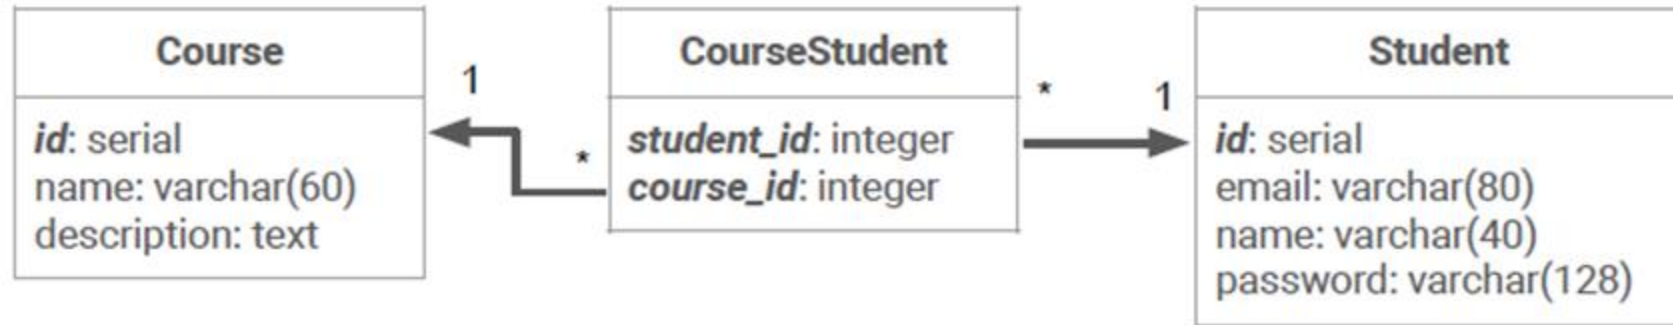 Course
id: serial
name: varchar(60)
description: text
1
*
CourseStudent
student_id: integer
course_id: integer
*
1
Student
id: serial
email: varchar(80)
name: varchar(40)
password: varchar(128)